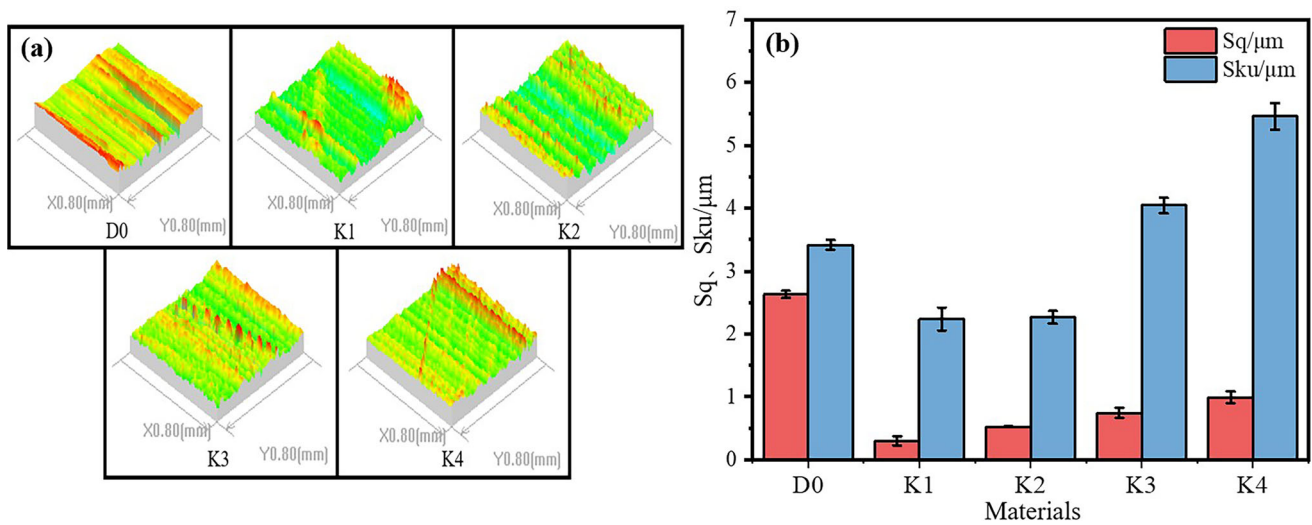 (a)
X0.80(mm)
Y0.80(mm)
D0
X0.80(mm)
Y0.80(mm)
K1
X0.80(mm)
Y0.80(mm)
K2
X0.80(mm)
Y0.80(mm)
K3
X0.80(mm)
Y0.80(mm)
K4
(b)
Sq/μm
Sku/μm
Sq、Sku/μm
7
6
5
4
3
2
1
0
D0 K1 K2 K3 K4
Materials